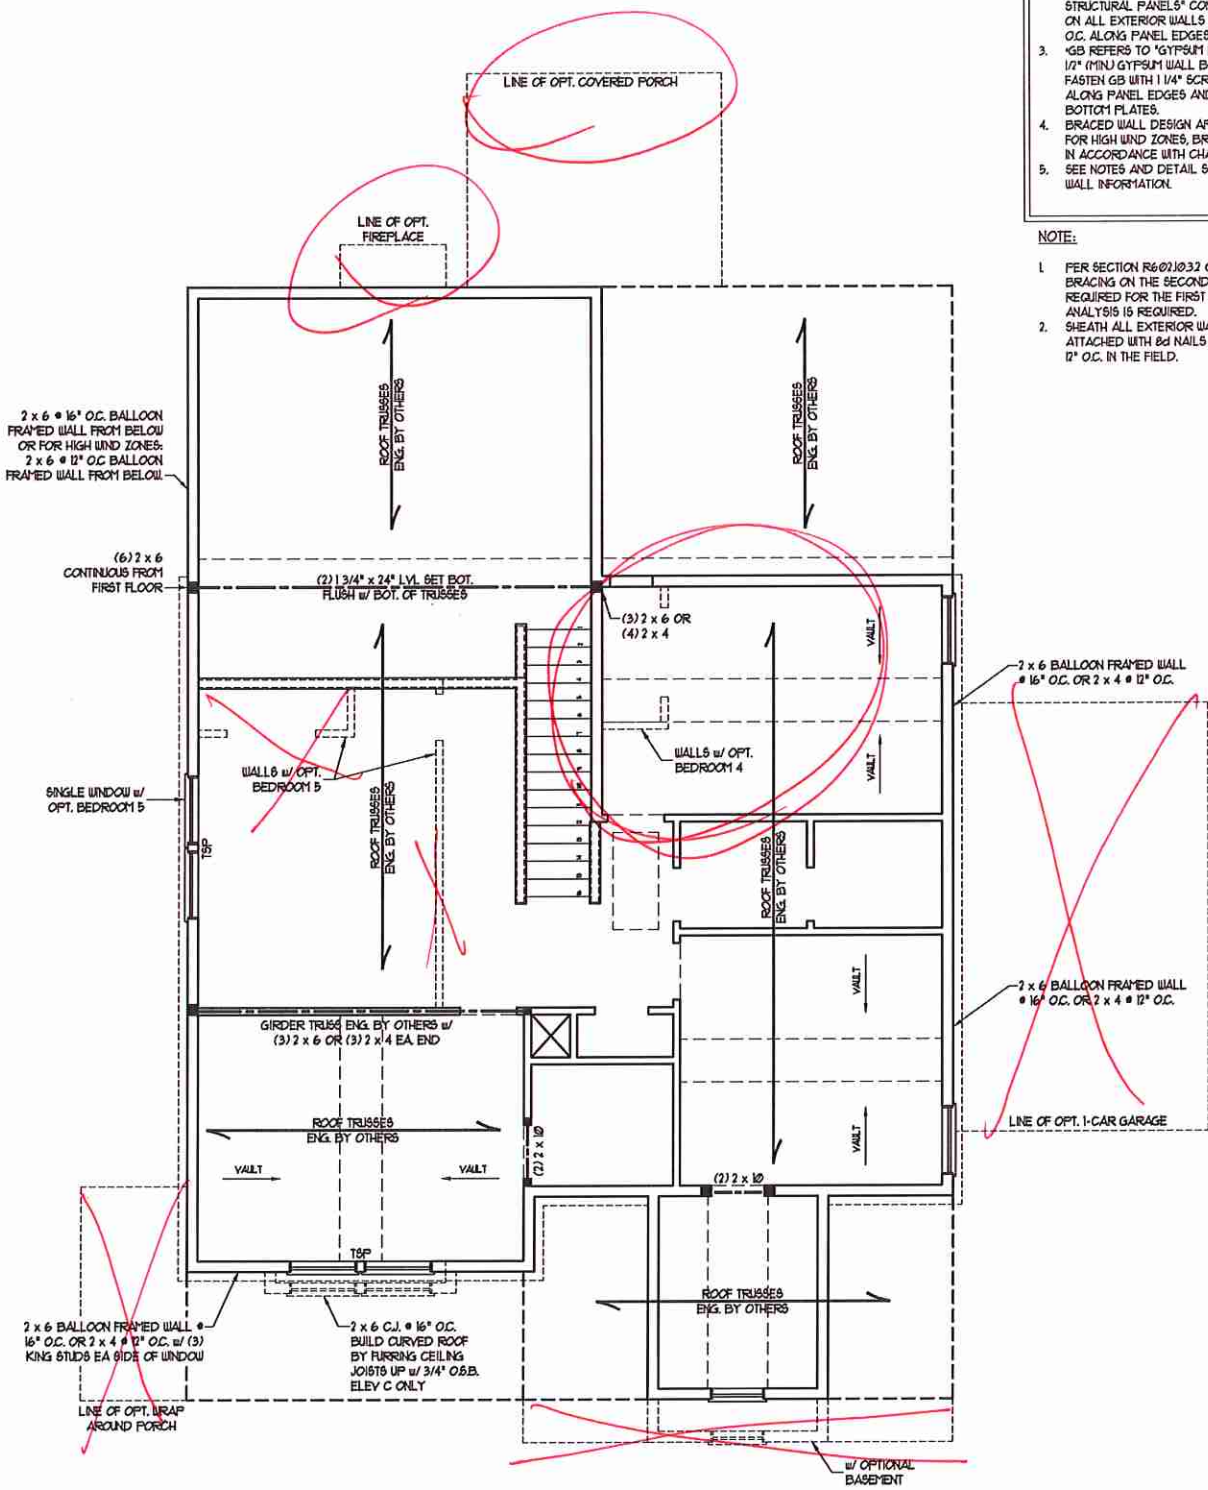 STRUCTURAL PANELS"
ON ALL EXTERIOR WALLS
O.C. ALONG PANEL EDGES
3. "GB REFERS TO "GYPSUM
1/2" (MIN.) GYPSUM WALL
FASTEN GB WITH 1 1/4"
ALONG PANEL EDGES
BOTTOM PLATES.
4. BRACED WALL DESIGN
FOR HIGH WIND ZONES,
IN ACCORDANCE WITH
5. SEE NOTES AND DETAIL
WALL INFORMATION.
NOTE:
1. PER SECTION R602.10.3.2
BRACING ON THE SECOND
REQUIRED FOR THE FIRST
ANALYSIS IS REQUIRED.
2. SHEATH ALL EXTERIOR
ATTACHED WITH 8d NAILS
12" O.C. IN THE FIELD.
LINE OF OPT. COVERED PORCH
LINE OF OPT.
FIREPLACE
ROOF TRUSSES
ENG. BY OTHERS
ROOF TRUSSES
ENG. BY OTHERS
2 x 6 @ 16" O.C. BALLOON
FRAMED WALL FROM BELOW
OR FOR HIGH WIND ZONES:
2 x 6 @ 12" O.C. BALLOON
FRAMED WALL FROM BELOW.
(6) 2 x 6
CONTINUOUS FROM
FIRST FLOOR
(2) 1 3/4" x 24" LVL SET BOT.
FLUSH w/ BOT. OF TRUSSES
(3) 2 x 6 OR
(4) 2 x 4
VAULT
2 x 6 BALLOON FRAMED WALL
@ 16" O.C. OR 2 x 4 @ 12" O.C.
WALLS w/ OPT.
BEDROOM 4
VAULT
WALLS w/ OPT.
BEDROOM 5
SINGLE WINDOW w/
OPT. BEDROOM 5
TSP
ROOF TRUSSES
ENG. BY OTHERS
ROOF TRUSSES
ENG. BY OTHERS
VAULT
2 x 6 BALLOON FRAMED WALL
@ 16" O.C. OR 2 x 4 @ 12" O.C.
GIRDER TRUSS ENG. BY OTHERS w/
(3) 2 x 6 OR (3) 2 x 4 EA. END
ROOF TRUSSES
ENG. BY OTHERS
VAULT
VAULT
(2) 2 x 10
VAULT
LINE OF OPT. 1-CAR GARAGE
(2) 2 x 10
TSP
ROOF TRUSSES
ENG. BY OTHERS
2 x 6 BALLOON FRAMED WALL @
16" O.C. OR 2 x 4 @ 12" O.C. w/ (3)
KING STUDS EA SIDE OF WINDOW
2 x 6 C.J. @ 16" O.C.
BUILD CURVED ROOF
BY FURRING CEILING
JOISTS UP w/ 3/4" O.S.B.
ELEV C ONLY
LINE OF OPT. WRAP
AROUND PORCH
w/ OPTIONAL
BASEMENT